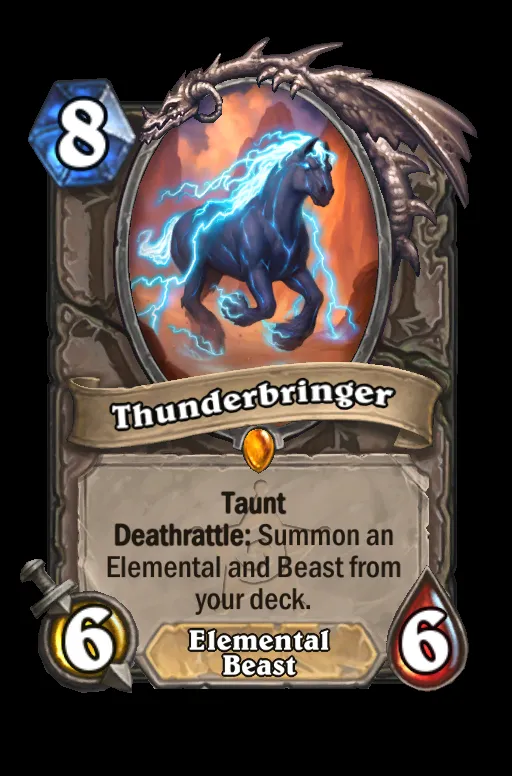 8
Thunderbringer
Taunt
Deathrattle: Summon an
Elemental and Beast from
your deck.
6
Elemental
Beast
6